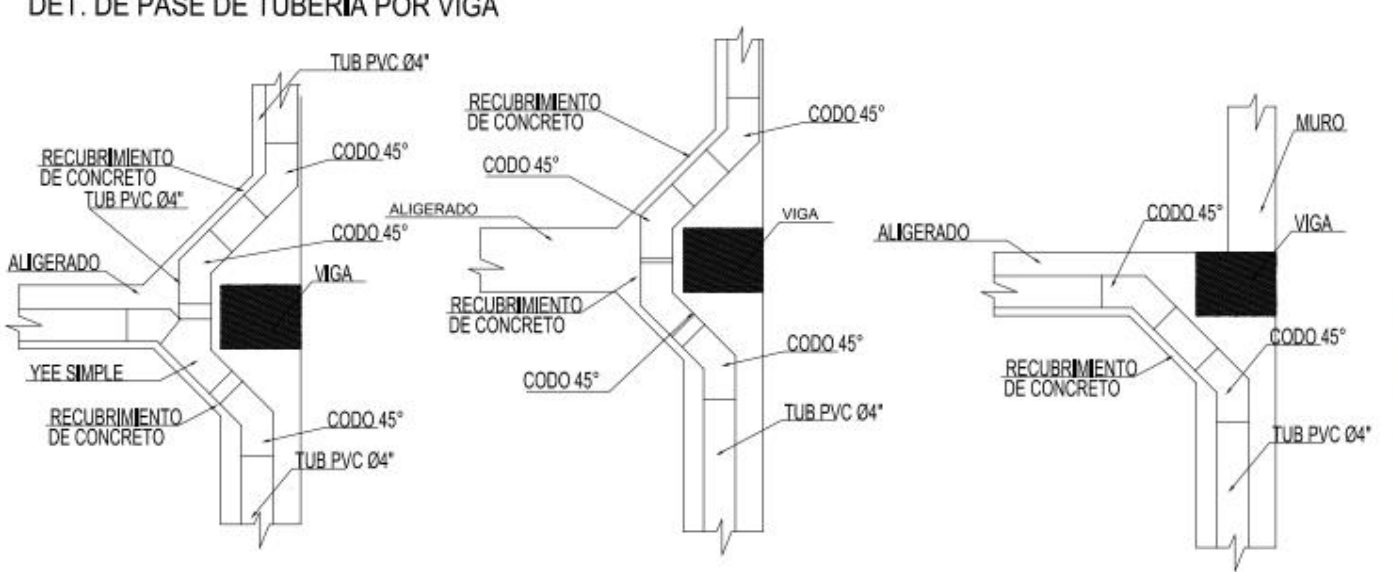 DET. DE PASE DE TUBERIA POR VIGA
TUB PVC Ø4"
RECUBRIMIENTO
DE CONCRETO
TUB PVC Ø4"
CODO 45°
CODO 45°
ALIGERADO
VIGA
YEE SIMPLE
RECUBRIMIENTO
DE CONCRETO
CODO 45°
TUB PVC Ø4"
RECUBRIMIENTO
DE CONCRETO
CODO 45°
CODO 45°
ALIGERADO
VIGA
RECUBRIMIENTO
DE CONCRETO
CODO 45°
CODO 45°
TUB PVC Ø4"
MURO
CODO 45°
ALIGERADO
VIGA
CODO 45°
RECUBRIMIENTO
DE CONCRETO
TUB PVC Ø4"